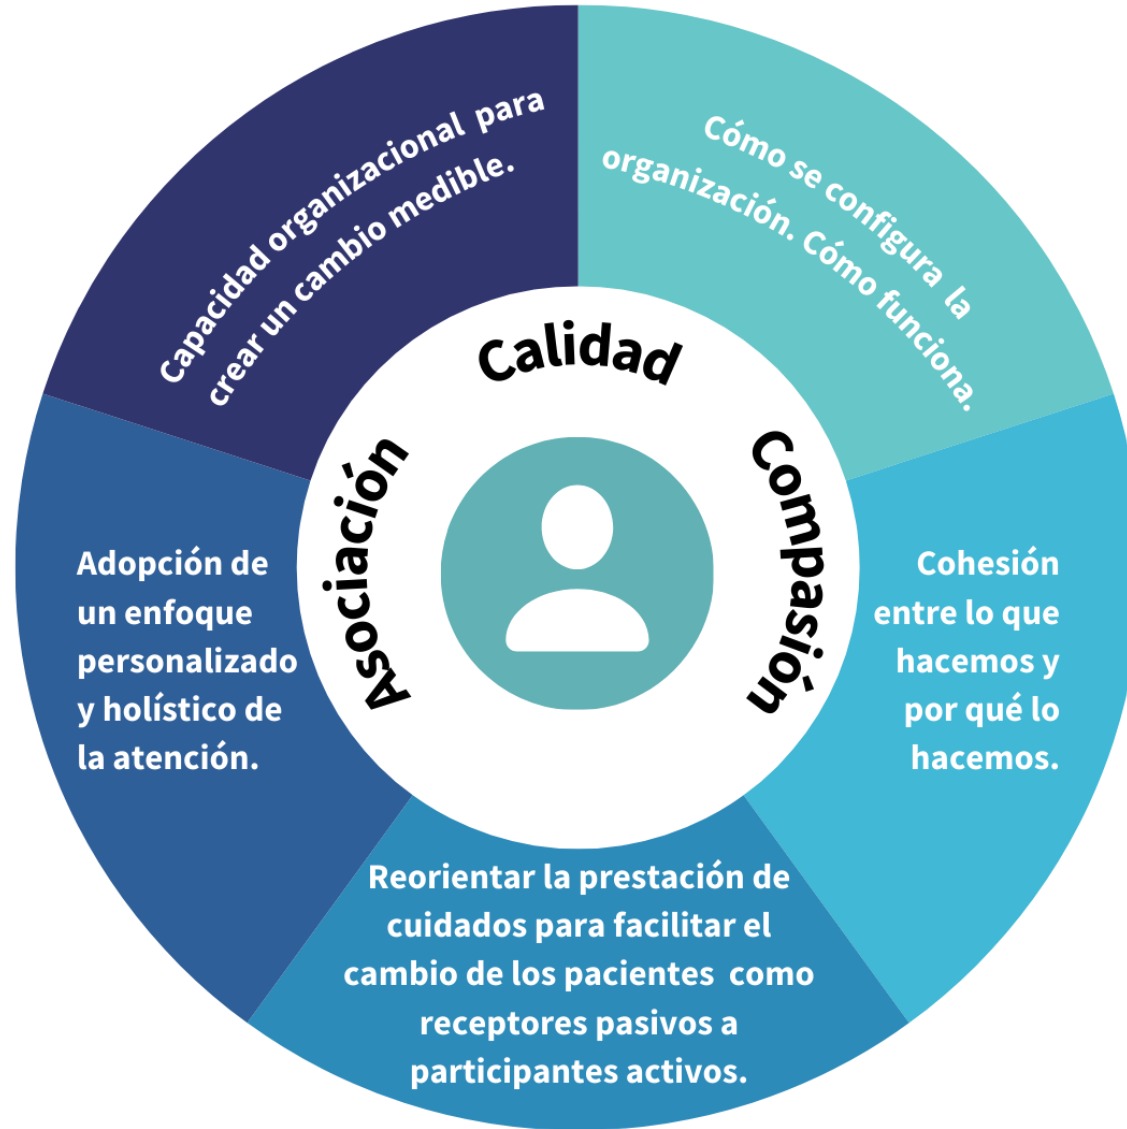 Capacidad organizacional para
crear un cambio medible.
Cómo se configura la
organización. Cómo funciona.
Calidad
Asociación
Compasión
Adopción de
un enfoque
personalizado
y holístico de
la atención.
Cohesión
entre lo que
hacemos y
por qué lo
hacemos.
Reorientar la prestación de
cuidados para facilitar el
cambio de los pacientes como
receptores pasivos a
participantes activos.